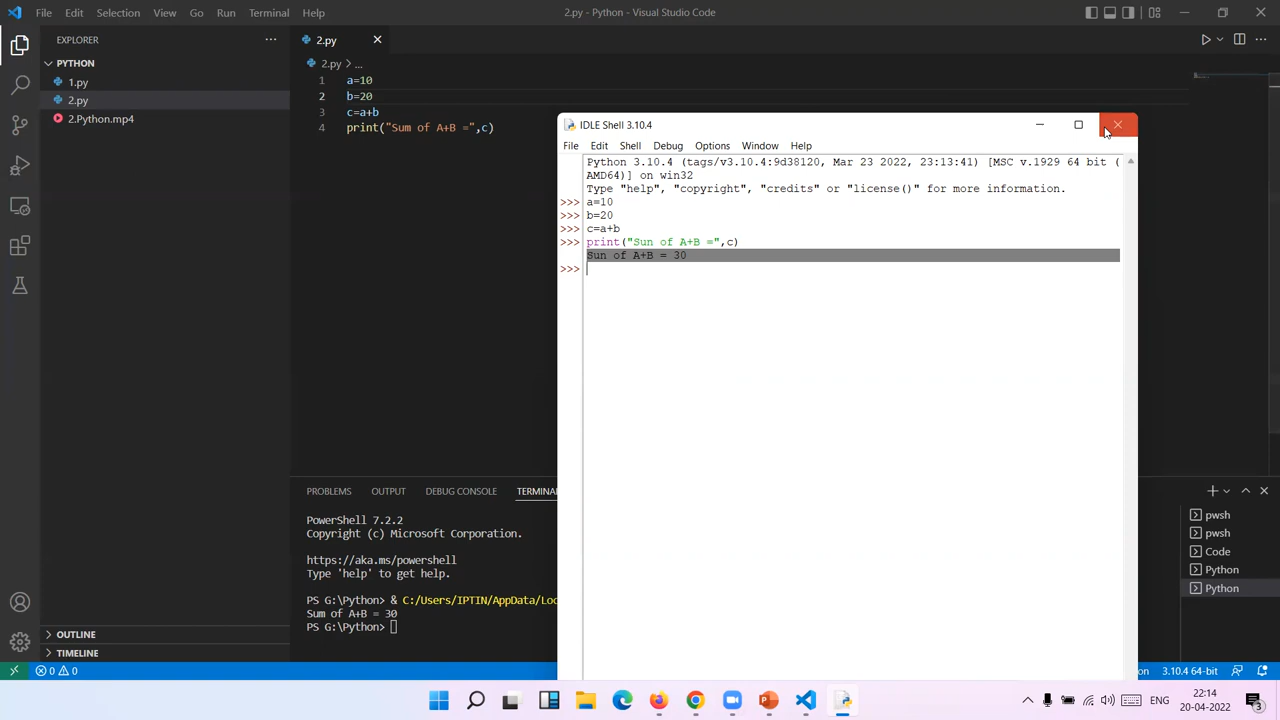 File Edit Selection View Go Run Terminal Help
2.py - Python - Visual Studio Code
EXPLORER
PYTHON
1.py
2.py
2.Python.mp4
2.py
2.py > ...
1 a=10
2 b=20
3 c=a+b
4 print("Sum of A+B =",c)
IDLE Shell 3.10.4
File Edit Shell Debug Options Window Help
Python 3.10.4 (tags/v3.10.4:9d38120, Mar 23 2022, 23:13:41) [MSC v.1929 64 bit (
AMD64)] on win32
Type "help", "copyright", "credits" or "license()" for more information.
>>> a=10
>>> b=20
>>> c=a+b
>>> print("Sun of A+B =",c)
Sun of A+B = 30
>>>
PROBLEMS OUTPUT DEBUG CONSOLE TERMINAL
PowerShell 7.2.2
Copyright (c) Microsoft Corporation.
https://aka.ms/powershell
Type 'help' to get help.
PS G:\Python> & C:/Users/IPTIN/AppData/Loc
Sum of A+B = 30
PS G:\Python>
pwsh
pwsh
Code
Python
Python
OUTLINE
TIMELINE
0 0
on 3.10.4 64-bit
ENG
22:14
20-04-2022
3